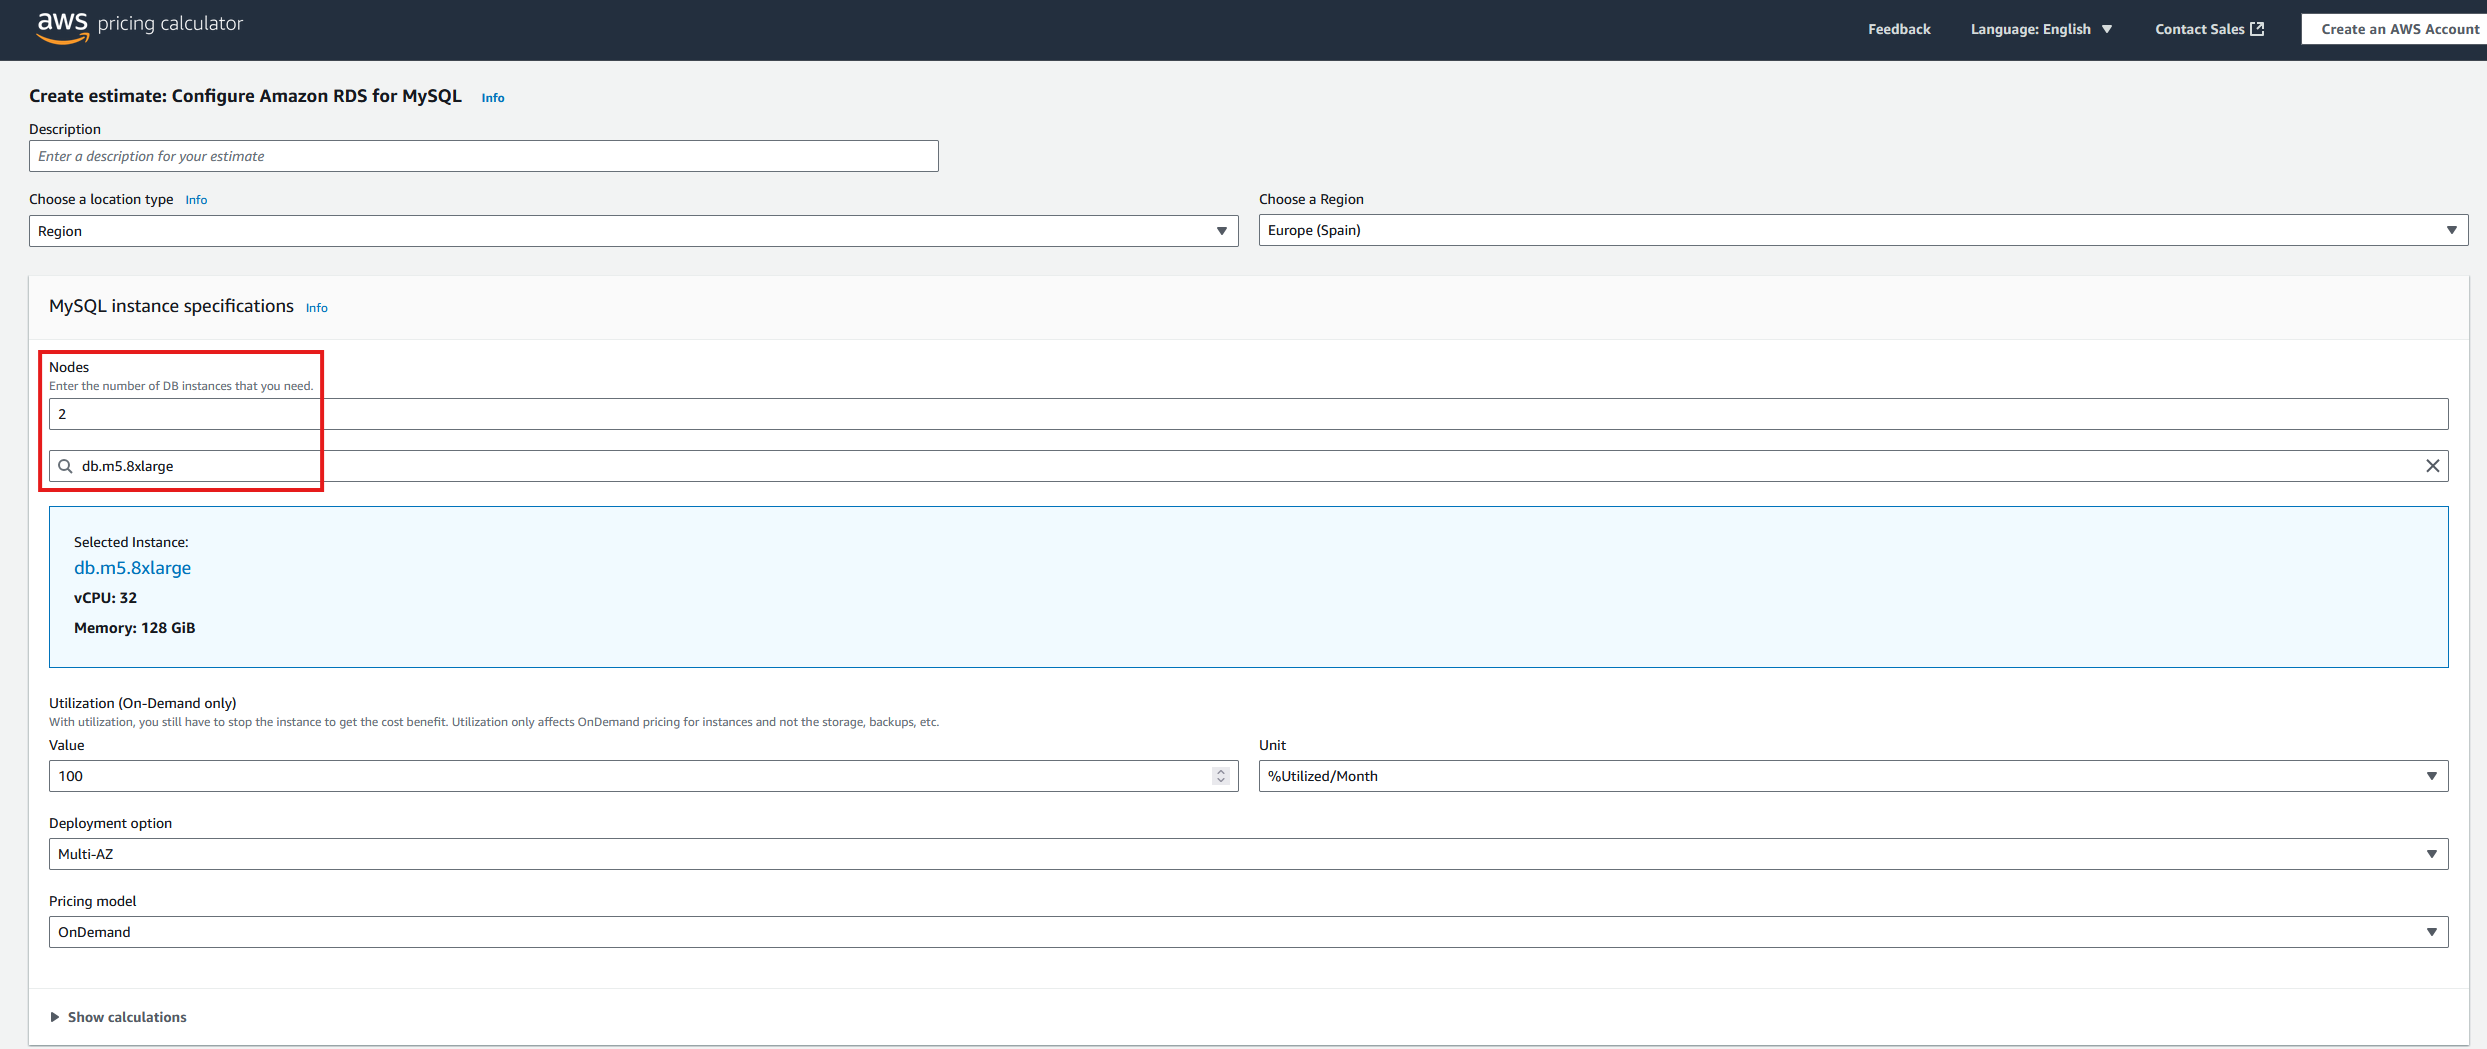 aws pricing calculator
Feedback
Language: English
Contact Sales
Create an AWS Account
Create estimate: Configure Amazon RDS for MySQL Info
Description
Enter a description for your estimate
Choose a location type Info
Region
Choose a Region
Europe (Spain)
MySQL instance specifications Info
Nodes
Enter the number of DB instances that you need.
2
db.m5.8xlarge
Selected Instance:
db.m5.8xlarge
vCPU: 32
Memory: 128 GiB
Utilization (On-Demand only)
With utilization, you still have to stop the instance to get the cost benefit. Utilization only affects OnDemand pricing for instances and not the storage, backups, etc.
Value
100
Unit
%Utilized/Month
Deployment option
Multi-AZ
Pricing model
OnDemand
Show calculations